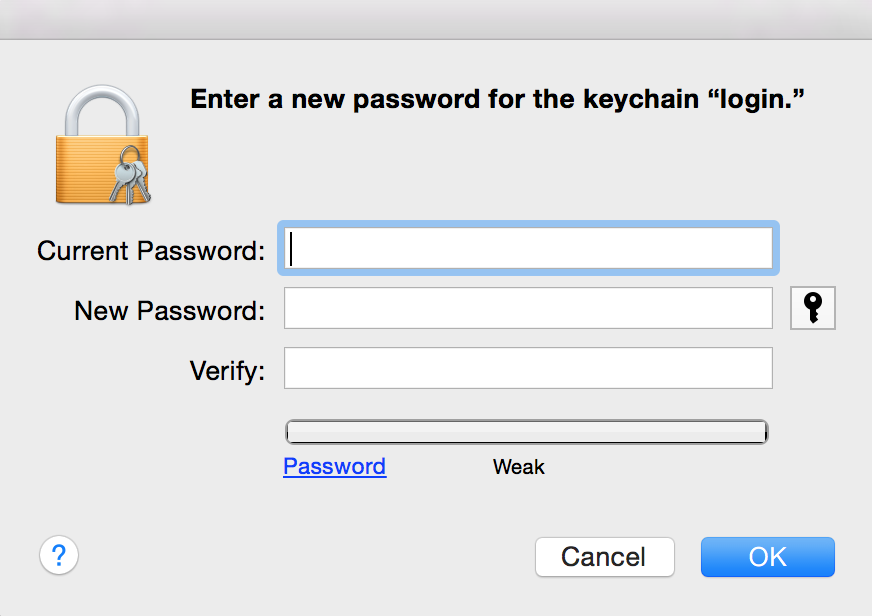 Enter a new password for the keychain “login.”
Current Password:
New Password:
Verify:
Password Weak
? Cancel OK